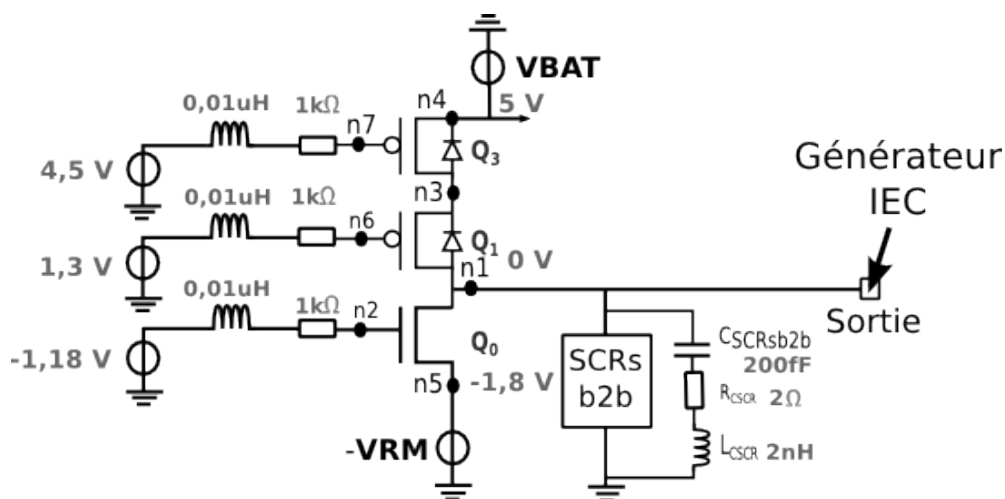 VBAT
5 V
0,01uH
1kΩ
n7
n4
Q3
4,5 V
0,01uH
1kΩ
n6
n3
Q1
1,3 V
n1
0 V
0,01uH
1kΩ
n2
Q0
-1,18 V
n5
-1,8 V
-VRM
Générateur
IEC
Sortie
SCRs
b2b
CSCRsb2b
200fF
RCSCR 2Ω
LCSCR 2nH